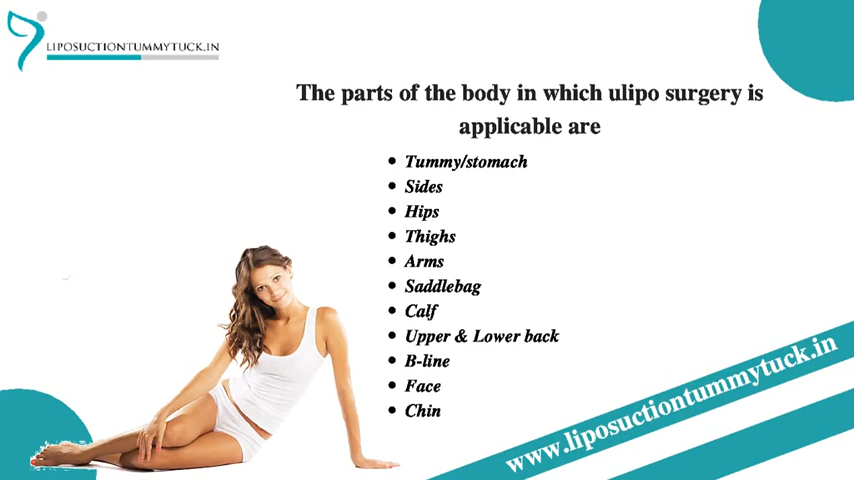 LIPOSUCTIONTUMMYTUCK.IN
The parts of the body in which ulipo surgery is
applicable are
Tummy/stomach
Sides
Hips
Thighs
Arms
Saddlebag
Calf
Upper & Lower back
B-line
Face
Chin
www.liposuctiontummytuck.in